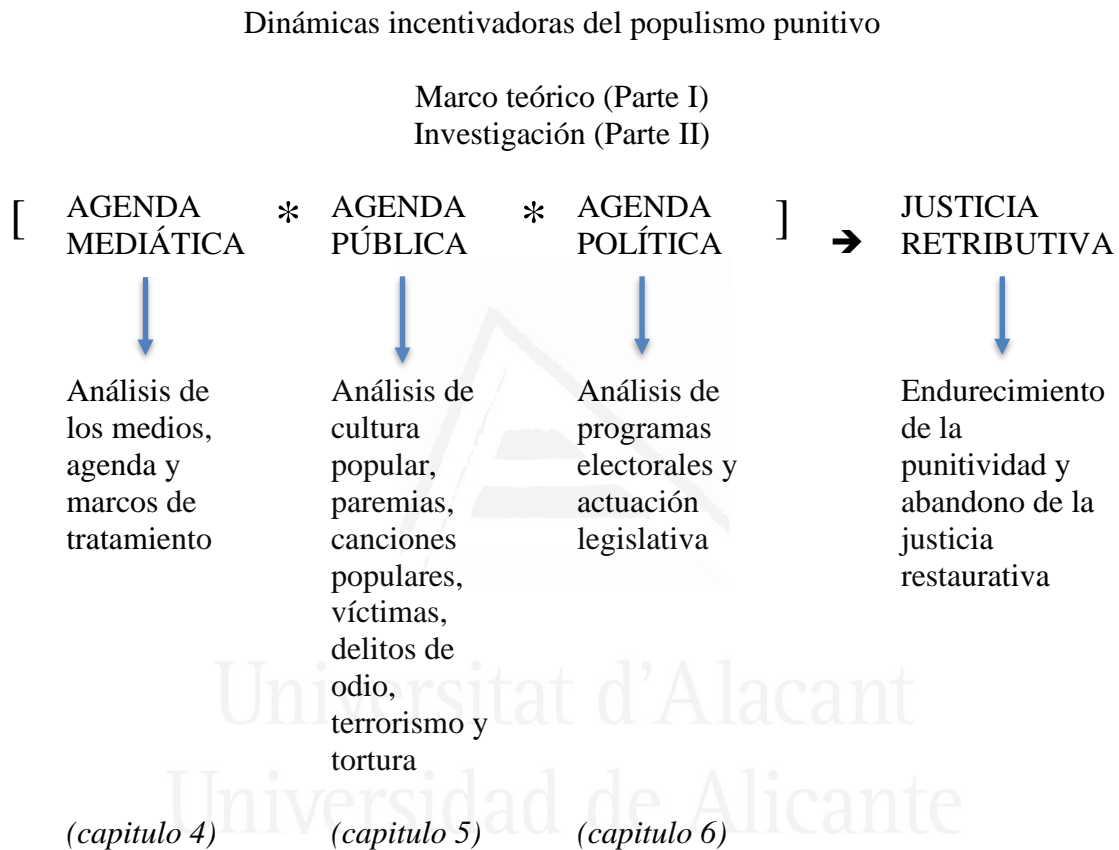 Dinámicas incentivadoras del populismo punitivo
Marco teórico (Parte I)
Investigación (Parte II)
[ AGENDA MEDIÁTICA * AGENDA PÚBLICA * AGENDA POLÍTICA ] ➔ JUSTICIA RETRIBUTIVA
Análisis de
los medios,
agenda y
marcos de
tratamiento
Análisis de
cultura
popular,
paremias,
canciones
populares,
víctimas,
delitos de
odio,
terrorismo y
tortura
Análisis de
programas
electorales y
actuación
legislativa
Endurecimiento
de la
punitividad y
abandono de la
justicia
restaurativa
(capitulo 4)
(capitulo 5)
(capitulo 6)
Universitat d'Alacant
Universidad de Alicante